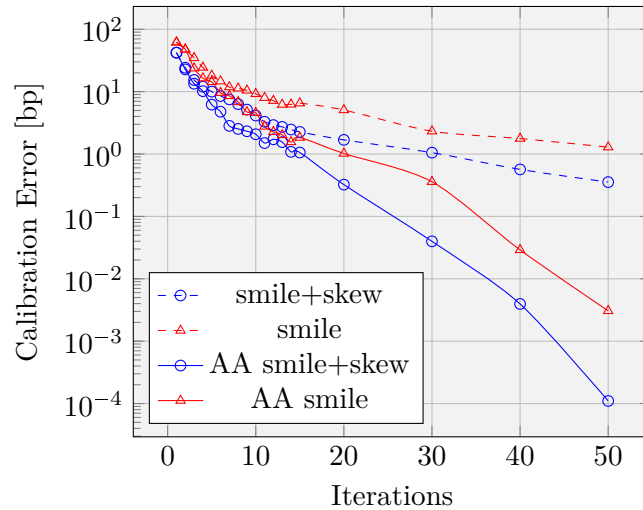 10^2
10^1
10^0
10^−1
10^−2
10^−3
10^−4
Calibration Error [bp]
smile+skew
smile
AA smile+skew
AA smile
0 10 20 30 40 50
Iterations